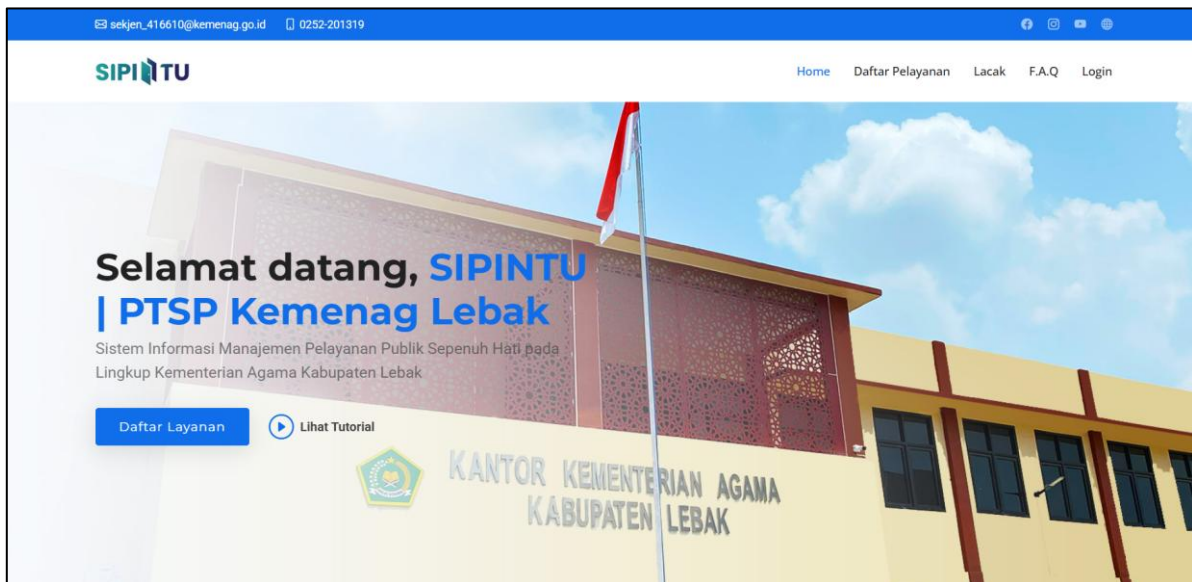 sekjen_416610@kemenag.go.id 0252-201319
SIPINTU
Home Daftar Pelayanan Lacak F.A.Q Login
Selamat datang, SIPINTU
| PTSP Kemenag Lebak
Sistem Informasi Manajemen Pelayanan Publik Sepenuh Hati pada
Lingkup Kementerian Agama Kabupaten Lebak
Daftar Layanan Lihat Tutorial
KANTOR KEMENTERIAN AGAMA
KABUPATEN LEBAK